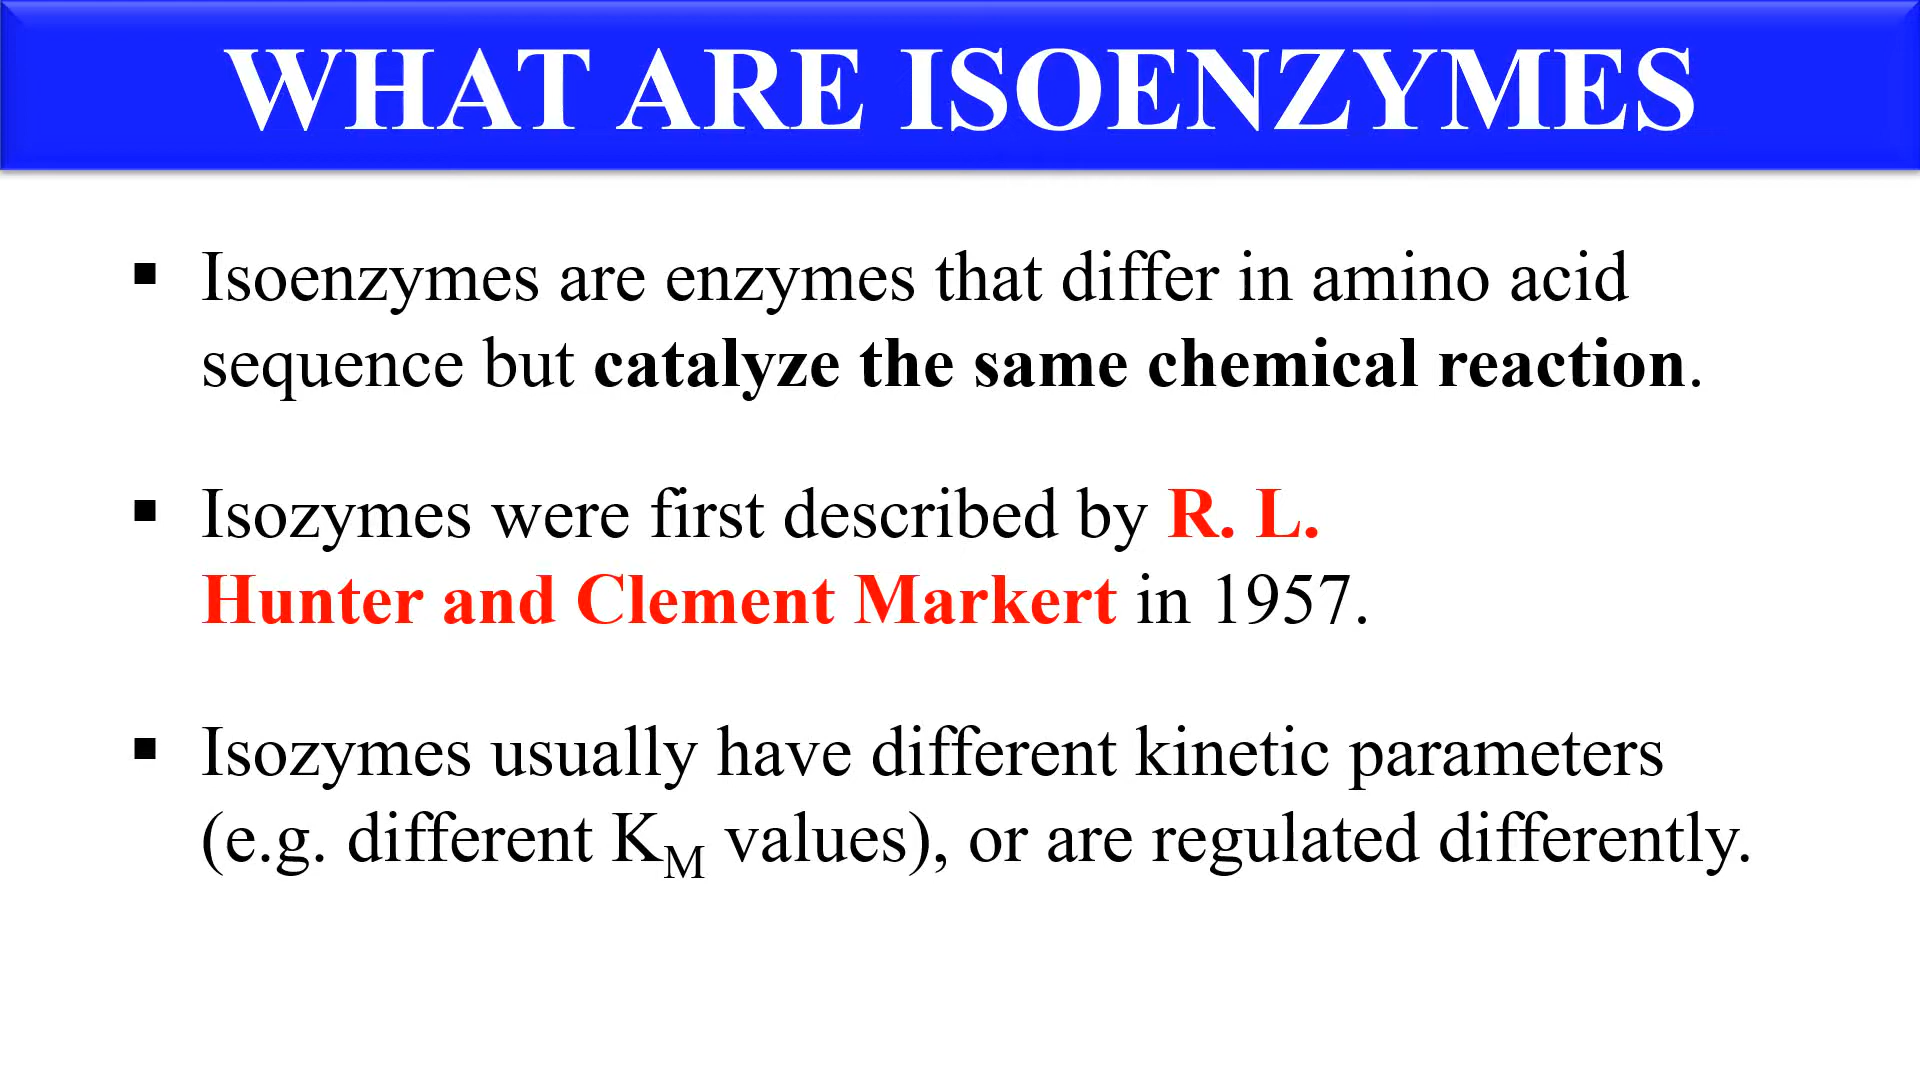 WHAT ARE ISOENZYMES
▪ Isoenzymes are enzymes that differ in amino acid
sequence but catalyze the same chemical reaction.
▪ Isozymes were first described by R. L.
Hunter and Clement Markert in 1957.
▪ Isozymes usually have different kinetic parameters
(e.g. different K_M values), or are regulated differently.